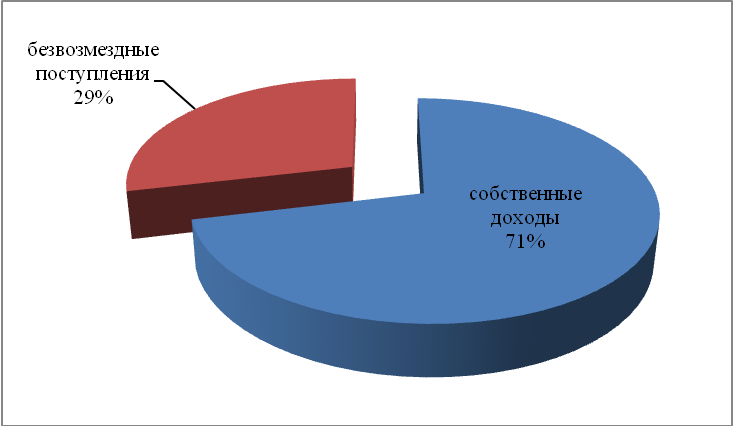 безвозмездные
поступления
29%
собственные
доходы
71%